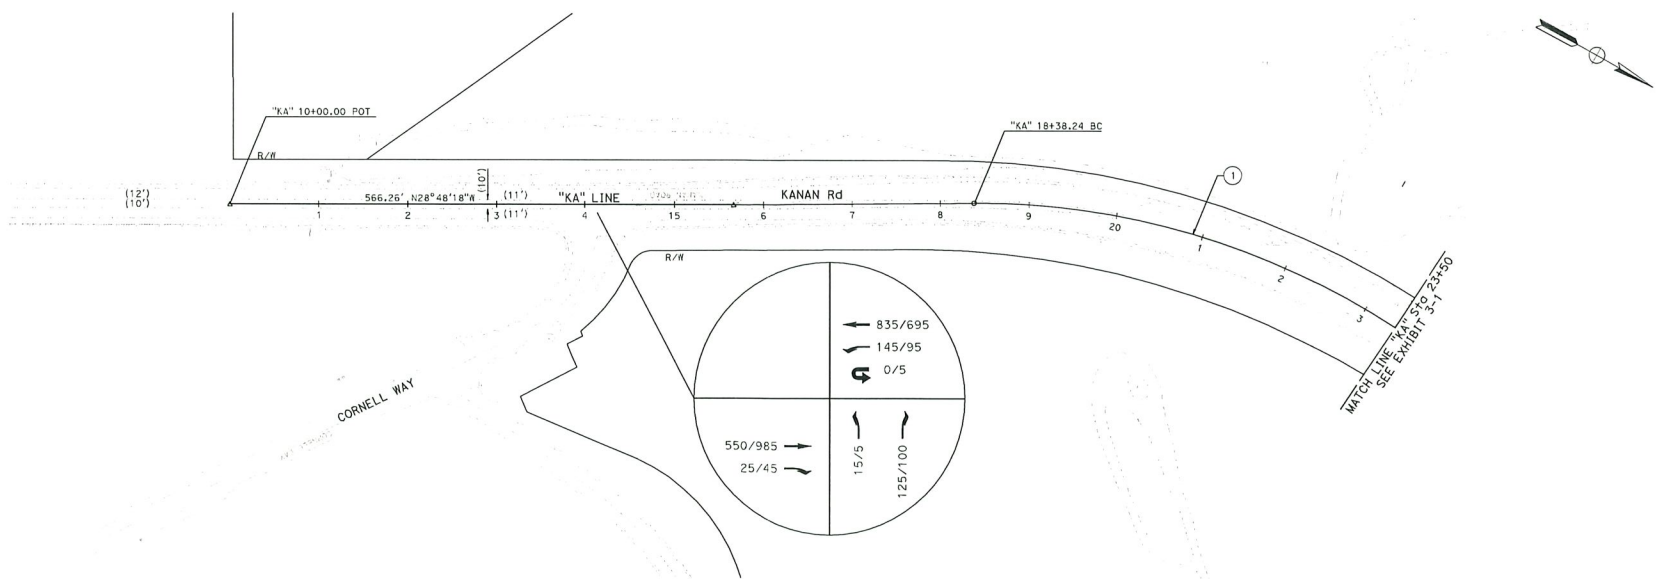 "KA" 10+00.00 POT
"KA" 18+38.24 BC
R/W
1
(12')
(10')
(10')
566.26' N28°48'18"W
(11')
(11')
"KA" LINE
KANAN Rd
1
2
3
4
15
6
7
8
9
20
1
2
3
R/W
MATCH LINE "KA" Sta 23+50
SEE EXHIBIT 3-1
CORNELL WAY
835/695
145/95
0/5
550/985
25/45
15/5
125/100